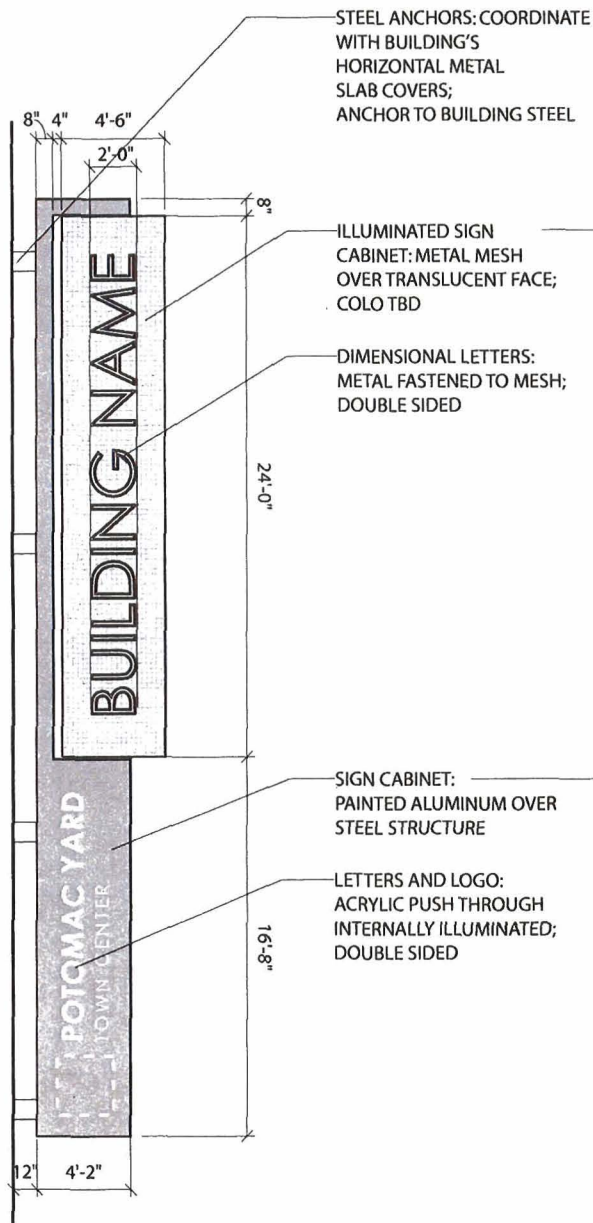 STEEL ANCHORS: COORDINATE
WITH BUILDING'S
HORIZONTAL METAL
SLAB COVERS;
ANCHOR TO BUILDING STEEL
8" 4" 4'-6"
2'-0"
8"
ILLUMINATED SIGN
CABINET: METAL MESH
OVER TRANSLUCENT FACE;
COLO TBD
DIMENSIONAL LETTERS:
METAL FASTENED TO MESH;
DOUBLE SIDED
BUILDING NAME
24'-0"
SIGN CABINET:
PAINTED ALUMINUM OVER
STEEL STRUCTURE
LETTERS AND LOGO:
ACRYLIC PUSH THROUGH
INTERNALLY ILLUMINATED;
DOUBLE SIDED
POTOMAC YARD
TOWN CENTER
16'-8"
12" 4'-2"